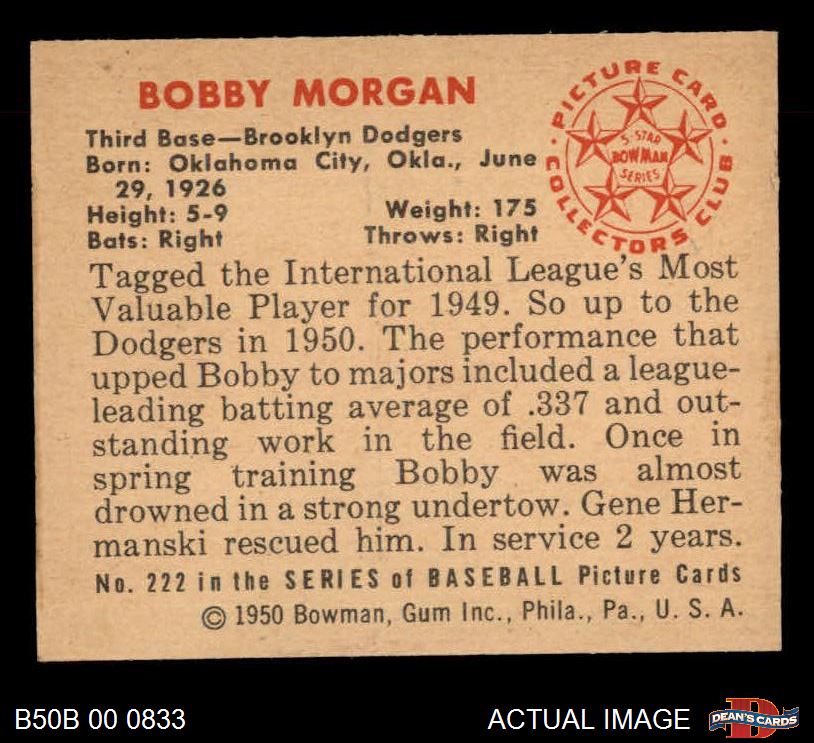 BOBBY MORGAN
Third Base—Brooklyn Dodgers
Born: Oklahoma City, Okla., June
29, 1926
Height: 5-9 Weight: 175
Bats: Right Throws: Right
PICTURE CARD
COLLECTORS CLUB
5-STAR
BOWMAN
SERIES
Tagged the International League's Most
Valuable Player for 1949. So up to the
Dodgers in 1950. The performance that
upped Bobby to majors included a league-
leading batting average of .337 and out-
standing work in the field. Once in
spring training Bobby was almost
drowned in a strong undertow. Gene Her-
manski rescued him. In service 2 years.
No. 222 in the SERIES of BASEBALL Picture Cards
© 1950 Bowman, Gum Inc., Phila., Pa., U. S. A.
B50B 00 0833 ACTUAL IMAGE
D
DEAN'S CARDS